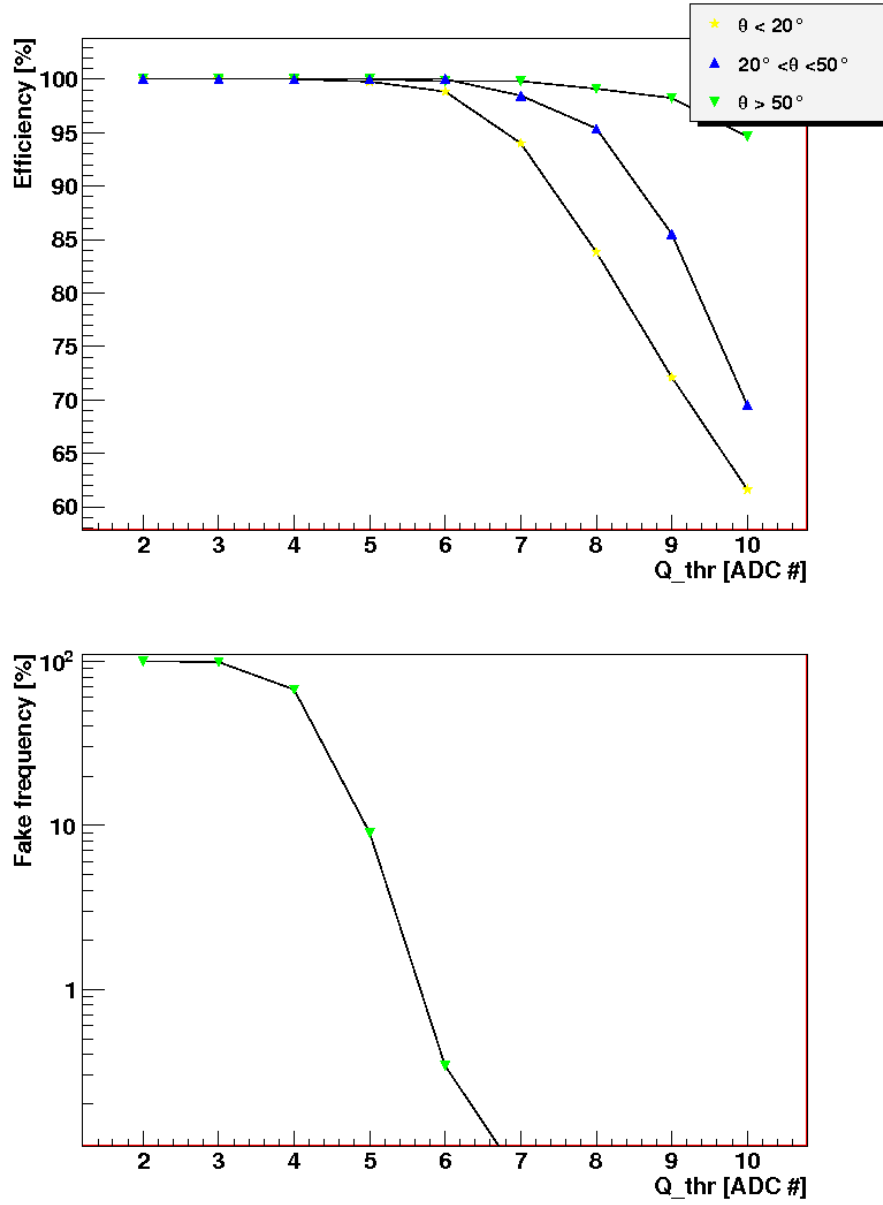 θ < 20°
20° <θ <50°
θ > 50°
Efficiency [%]
100
95
90
85
80
75
70
65
60
2 3 4 5 6 7 8 9 10
Q_thr [ADC #]
Fake frequency [%]
10²
10
1
2 3 4 5 6 7 8 9 10
Q_thr [ADC #]